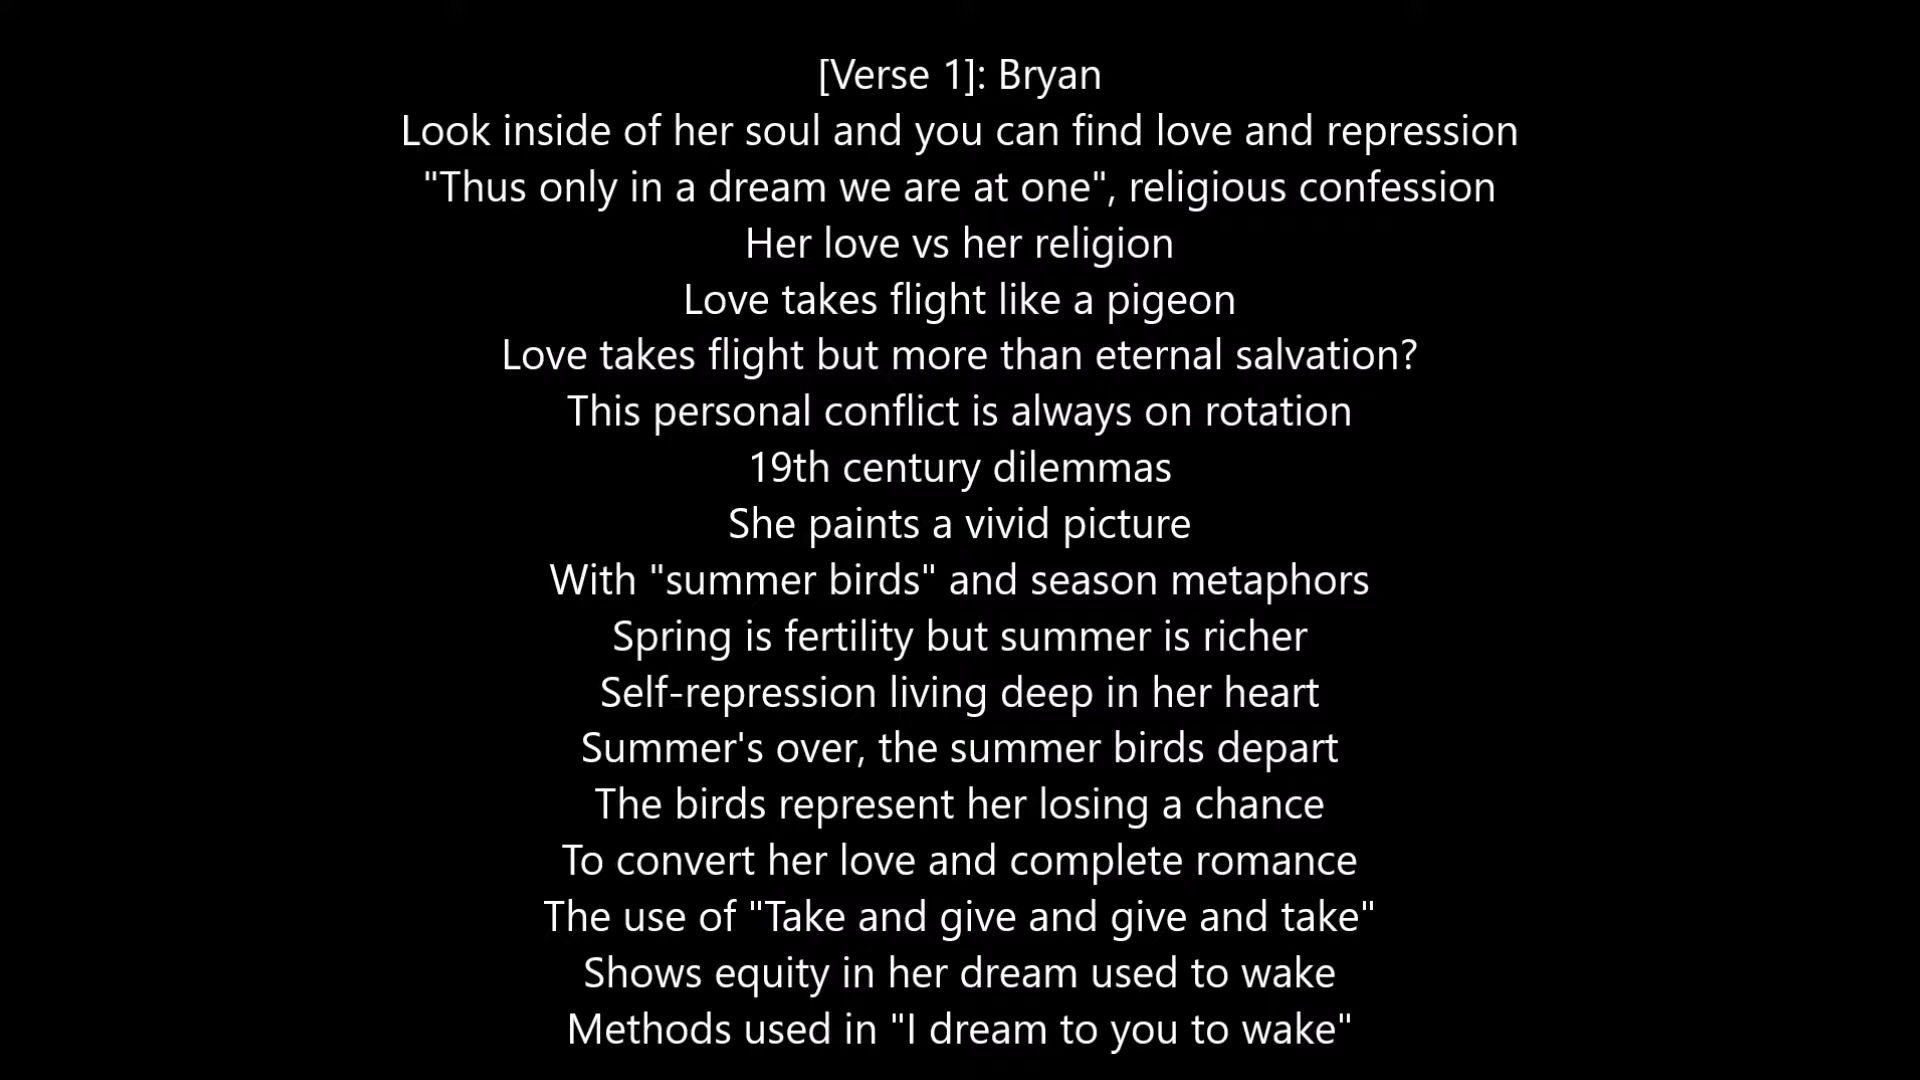 [Verse 1]: Bryan
Look inside of her soul and you can find love and repression
"Thus only in a dream we are at one", religious confession
Her love vs her religion
Love takes flight like a pigeon
Love takes flight but more than eternal salvation?
This personal conflict is always on rotation
19th century dilemmas
She paints a vivid picture
With "summer birds" and season metaphors
Spring is fertility but summer is richer
Self-repression living deep in her heart
Summer's over, the summer birds depart
The birds represent her losing a chance
To convert her love and complete romance
The use of "Take and give and give and take"
Shows equity in her dream used to wake
Methods used in "I dream to you to wake"